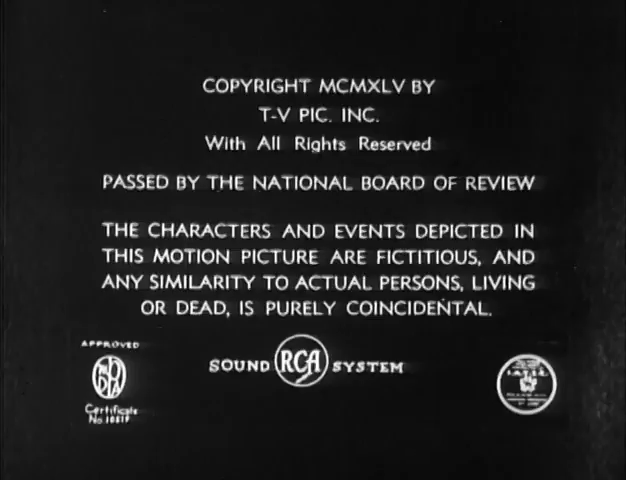 COPYRIGHT MCMXLV BY
T-V PIC. INC.
With All Rights Reserved
PASSED BY THE NATIONAL BOARD OF REVIEW
THE CHARACTERS AND EVENTS DEPICTED IN
THIS MOTION PICTURE ARE FICTITIOUS, AND
ANY SIMILARITY TO ACTUAL PERSONS, LIVING
OR DEAD, IS PURELY COINCIDENTAL.
APPROVED
Certificate
SOUND RCA SYSTEM